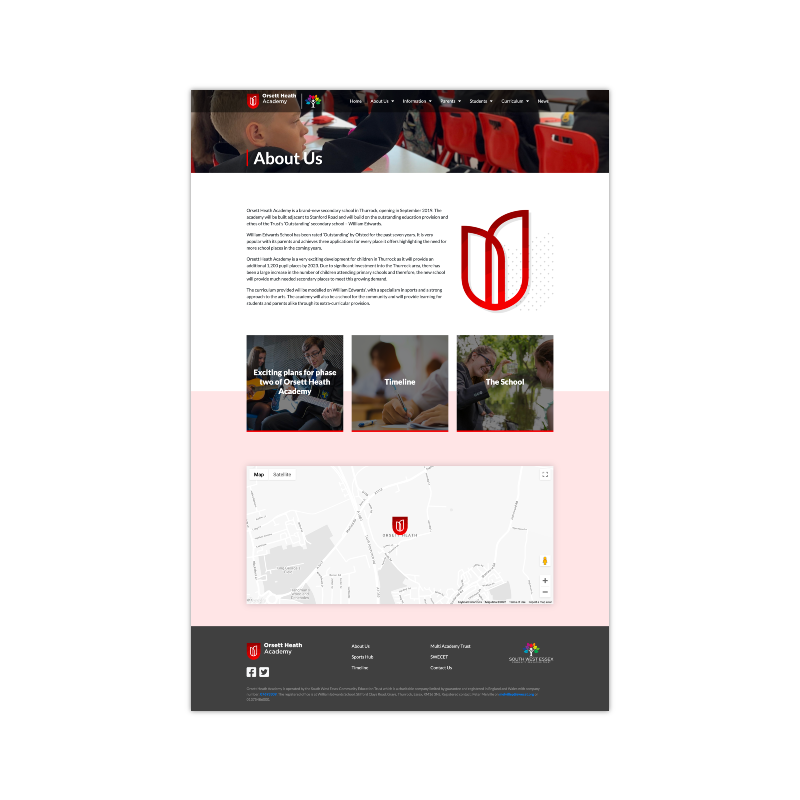 Orsett Heath
Academy
Home About Us Information Parents Students Curriculum News
About Us
Orsett Heath Academy is a brand-new secondary school in Thurrock, opening in September 2019. The
academy will be built adjacent to Stanford Road and will build on the outstanding education provision and
ethos of the Trust's 'Outstanding' secondary school – William Edwards.
William Edwards School has been rated 'Outstanding' by Ofsted for the past seven years. It is very
popular with its parents and achieves three applications for every place it offers highlighting the need for
more school places in the coming years.
Orsett Heath Academy is a very exciting development for children in Thurrock as it will provide an
additional 1,200 pupil places by 2020. Due to significant investment into the Thurrock area, there has
been a large increase in the number of children attending primary schools and therefore, the new school
will provide much needed secondary places to meet this growing demand.
The curriculum provided will be modelled on William Edwards', with a specialism in sports and a strong
approach to the arts. The academy will also be a school for the community and will provide learning for
students and parents alike through its extra-curricular provision.
Exciting plans for phase
two of Orsett Heath
Academy
Timeline
The School
Map Satellite
ORSETT HEATH
Orsett Heath
Academy
About Us
Sports Hub
Timeline
Multi Academy Trust
SWECET
Contact Us
SOUTH WEST ESSEX